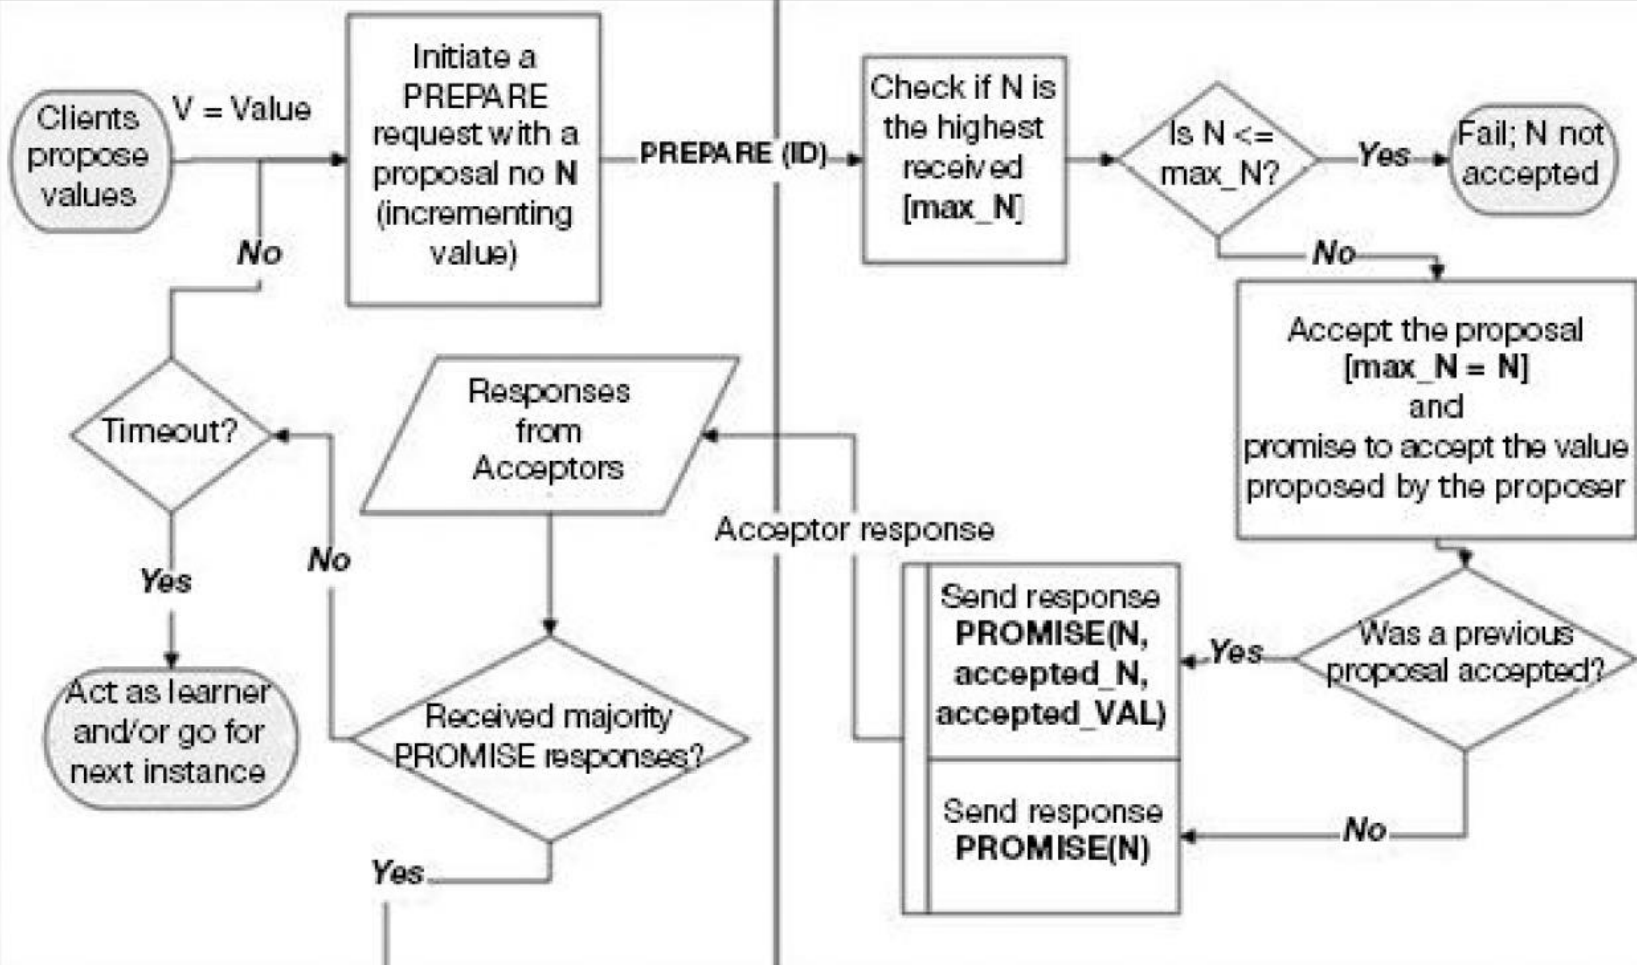 Clients
propose
values
V = Value
Initiate a
PREPARE
request with a
proposal no N
(incrementing
value)
PREPARE (ID)
Check if N is
the highest
received
[max_N]
Is N <=
max_N?
Yes
Fail; N not
accepted
No
No
Accept the proposal
[max_N = N]
and
promise to accept the value
proposed by the proposer
Timeout?
Responses
from
Acceptors
Acceptor response
No
Yes
Send response
PROMISE(N,
accepted_N,
accepted_VAL)
Yes
Was a previous
proposal accepted?
Act as learner
and/or go for
next instance
Received majority
PROMISE responses?
Send response
PROMISE(N)
No
Yes